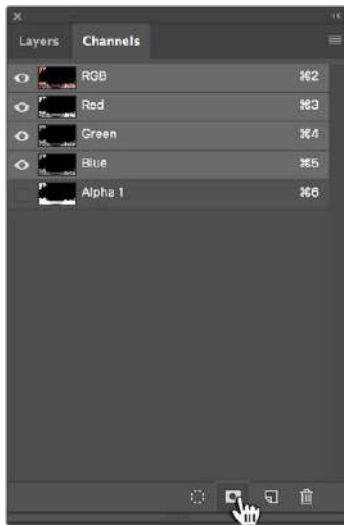 Layers Channels
RGB ⌘2
Red ⌘3
Green ⌘4
Blue ⌘5
Alpha 1 ⌘6